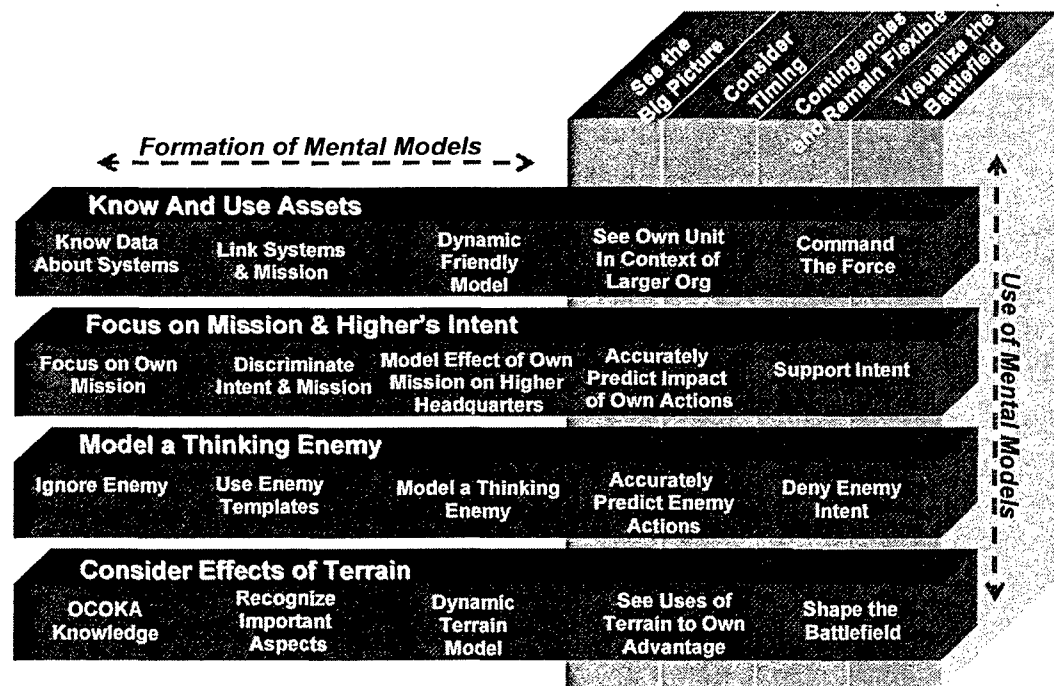 See the
Big Picture
Consider
Timing
Contingencies
and Remain Flexible
Visualize the
Battlefield
Formation of Mental Models
Know And Use Assets
Know Data
About Systems
Link Systems
& Mission
Dynamic
Friendly
Model
See Own Unit
In Context of
Larger Org
Command
The Force
Focus on Mission & Higher's Intent
Focus on Own
Mission
Discriminate
Intent & Mission
Model Effect of Own
Mission on Higher
Headquarters
Accurately
Predict Impact
of Own Actions
Support Intent
Model a Thinking Enemy
Ignore Enemy
Use Enemy
Templates
Model a Thinking
Enemy
Accurately
Predict Enemy
Actions
Deny Enemy
Intent
Consider Effects of Terrain
OCOKA
Knowledge
Recognize
Important
Aspects
Dynamic
Terrain
Model
See Uses of
Terrain to Own
Advantage
Shape the
Battlefield
Use of Mental Models